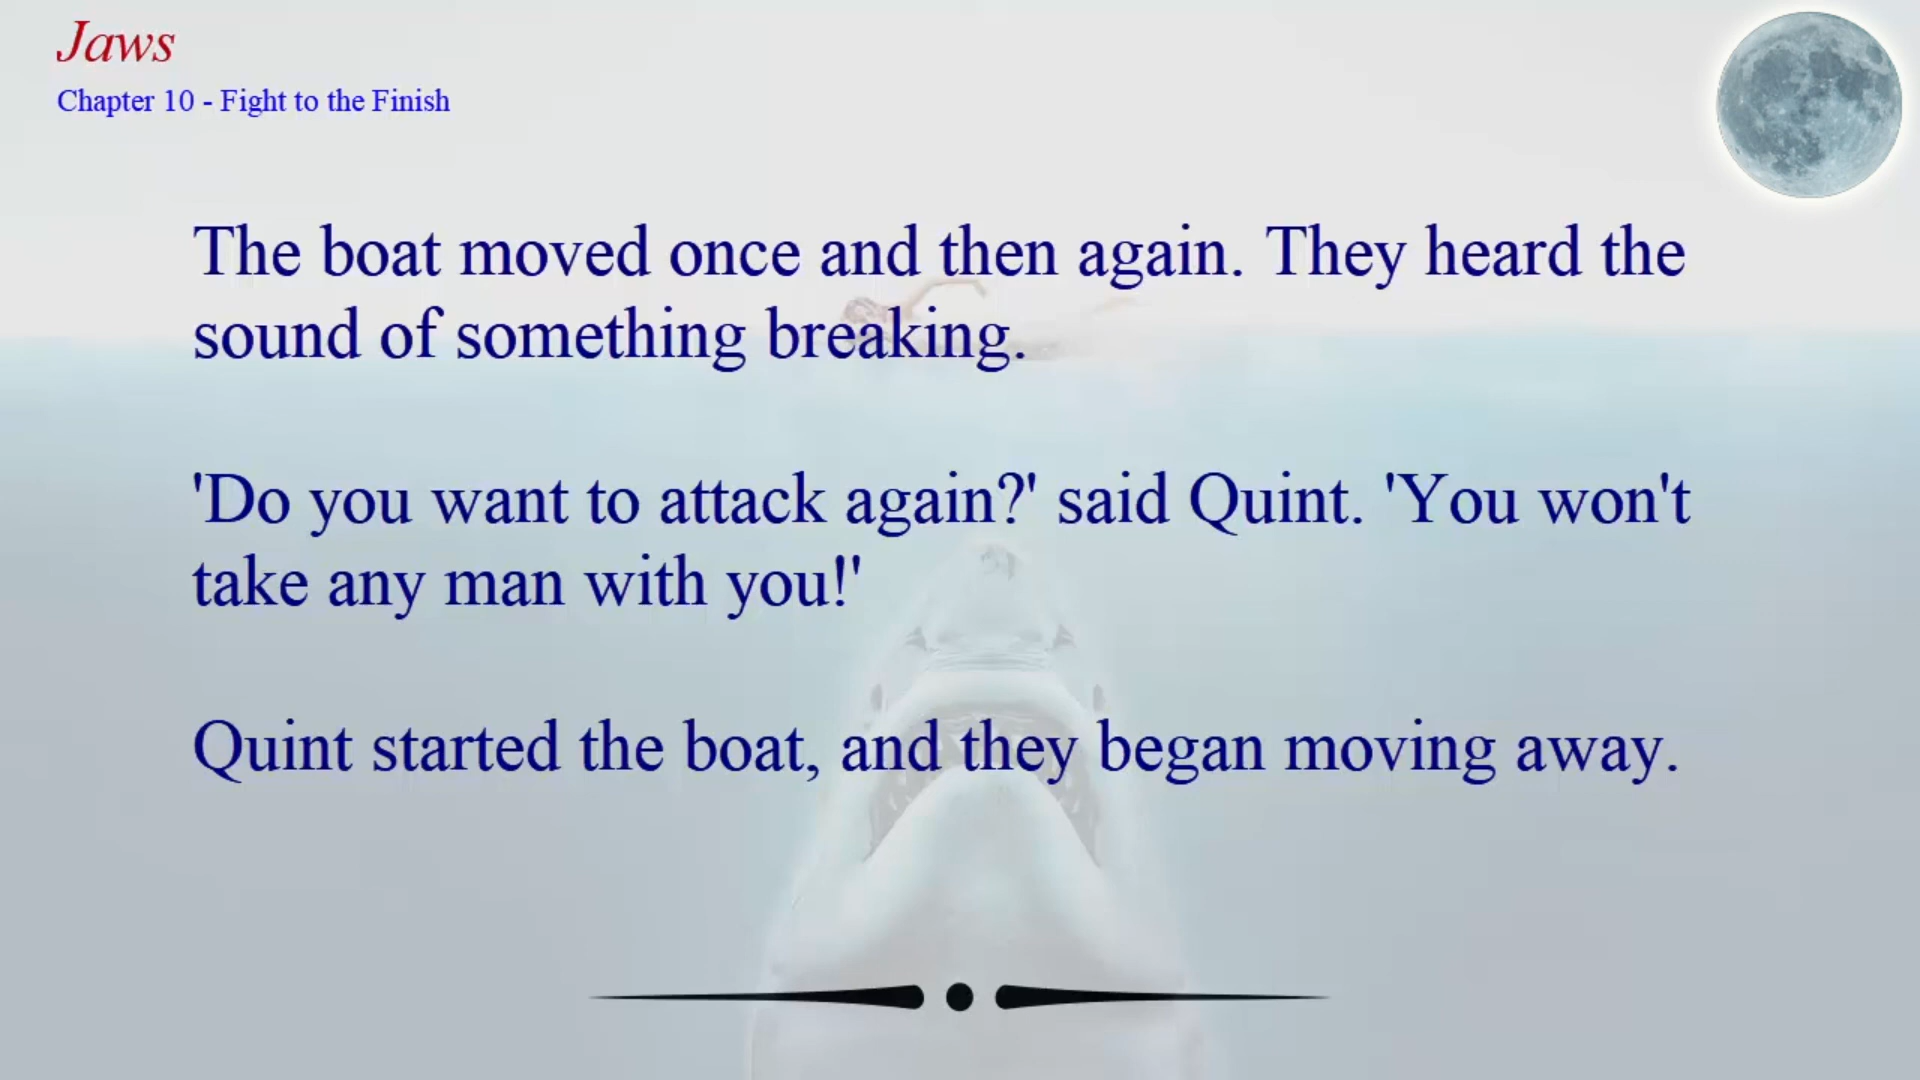 Jaws
Chapter 10 - Fight to the Finish
The boat moved once and then again. They heard the
sound of something breaking.
'Do you want to attack again?' said Quint. 'You won't
take any man with you!'
Quint started the boat, and they began moving away.